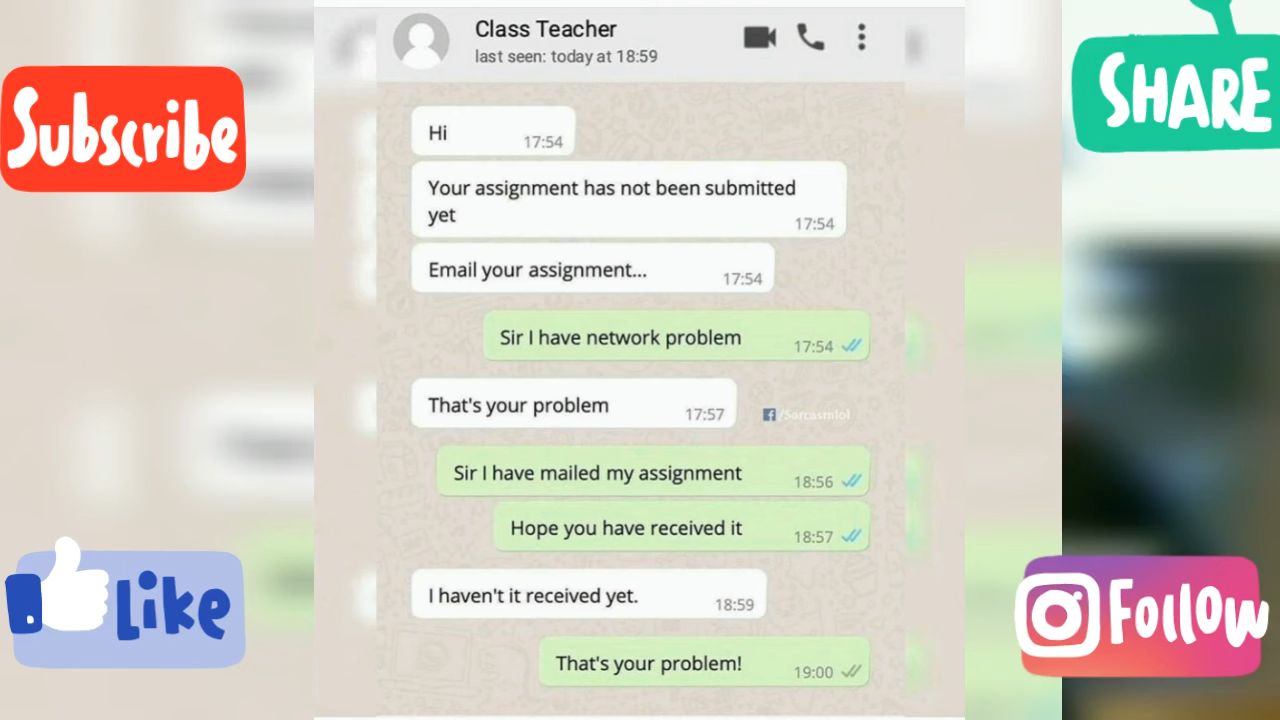 Class Teacher
last seen: today at 18:59
Subscribe
SHARE
Hi
17:54
Your assignment has not been submitted
yet
17:54
Email your assignment...
17:54
Sir I have network problem
17:54
That's your problem
17:57
/Sarcasmlol
Sir I have mailed my assignment
18:56
Hope you have received it
18:57
I haven't it received yet.
18:59
Like
Follow
That's your problem!
19:00